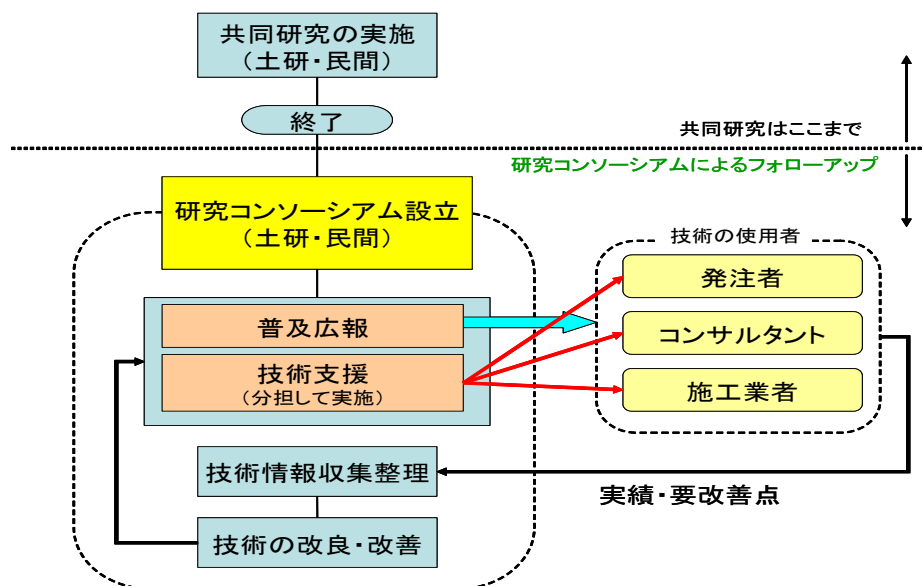 共同研究の実施
(土研・民間)
終了
共同研究はここまで
研究コンソーシアムによるフォローアップ
研究コンソーシアム設立
(土研・民間)
技術の使用者
発注者
普及広報
コンサルタント
技術支援
(分担して実施)
施工業者
技術情報収集整理
実績・要改善点
技術の改良・改善